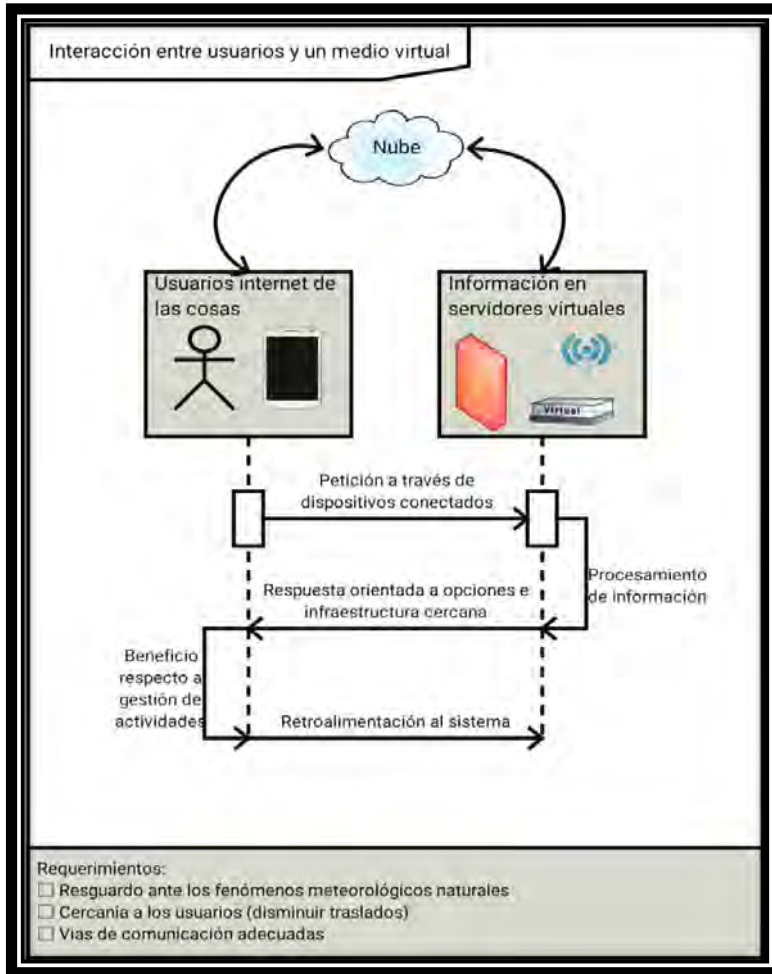 Interacción entre usuarios y un medio virtual
Nube
Usuarios internet de
las cosas
Información en
servidores virtuales
Virtual
Petición a través de
dispositivos conectados
Procesamiento
de información
Respuesta orientada a opciones e
infraestructura cercana
Beneficio
respecto a
gestión de
actividades
Retroalimentación al sistema
Requerimientos:
☐ Resguardo ante los fenómenos meteorológicos naturales
☐ Cercanía a los usuarios (disminuir traslados)
☐ Vías de comunicación adecuadas